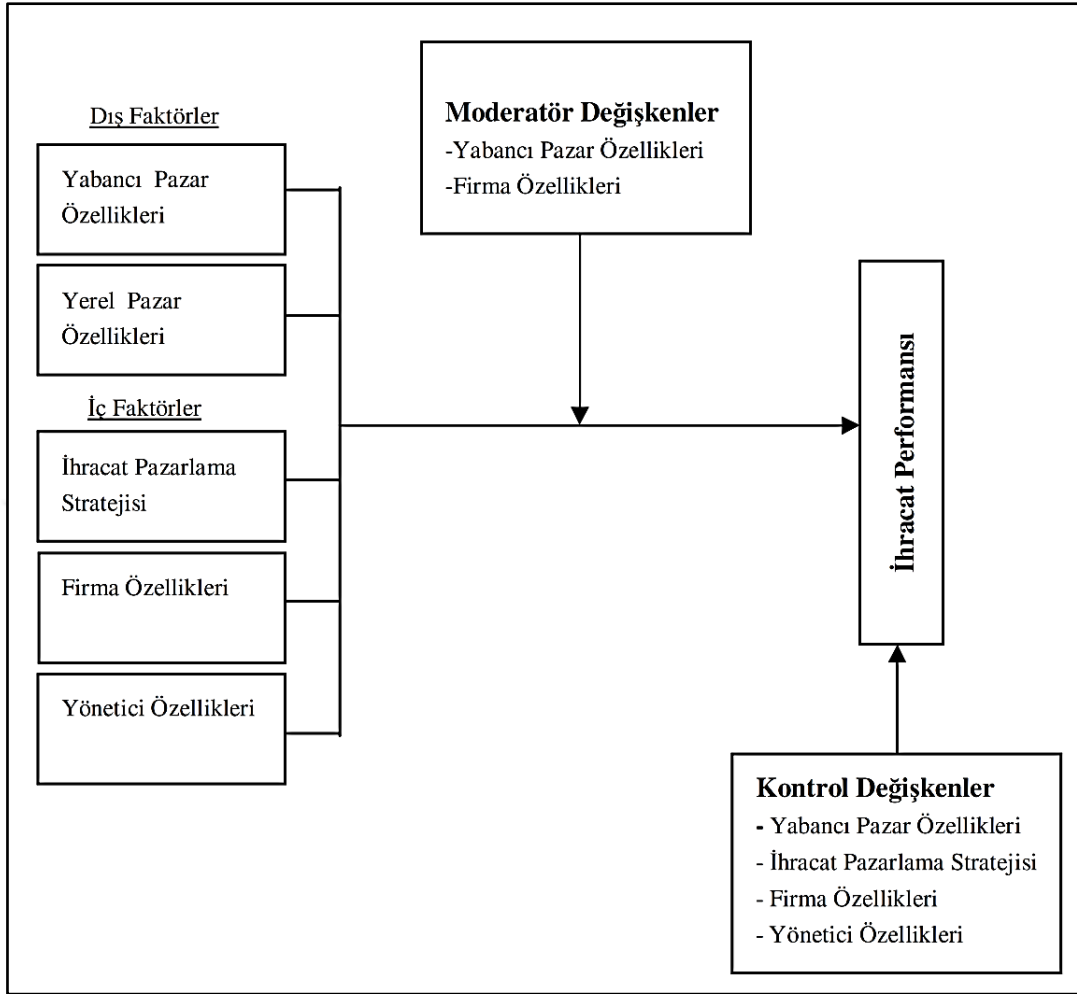 Dış Faktörler
Yabancı Pazar
Özellikleri
Yerel Pazar
Özellikleri
İç Faktörler
İhracat Pazarlama
Stratejisi
Firma Özellikleri
Yönetici Özellikleri
Moderatör Değişkenler
-Yabancı Pazar Özellikleri
-Firma Özellikleri
İhracat Performansı
Kontrol Değişkenler
- Yabancı Pazar Özellikleri
- İhracat Pazarlama Stratejisi
- Firma Özellikleri
- Yönetici Özellikleri